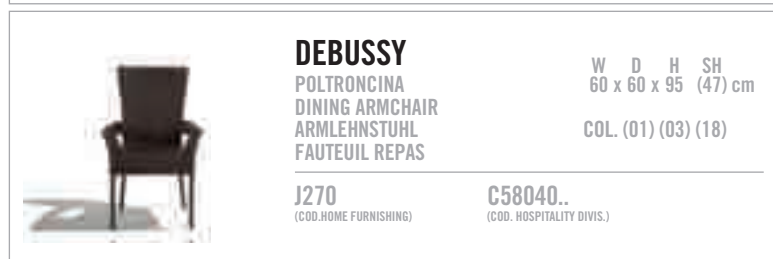 DEBUSSY
POLTRONCINA
DINING ARMCHAIR
ARMLEHNSTUHL
FAUTEUIL REPAS
W D H SH
60 x 60 x 95 (47) cm
COL. (01) (03) (18)
J270
(COD.HOME FURNISHING)
C58040..
(COD. HOSPITALITY DIVIS.)